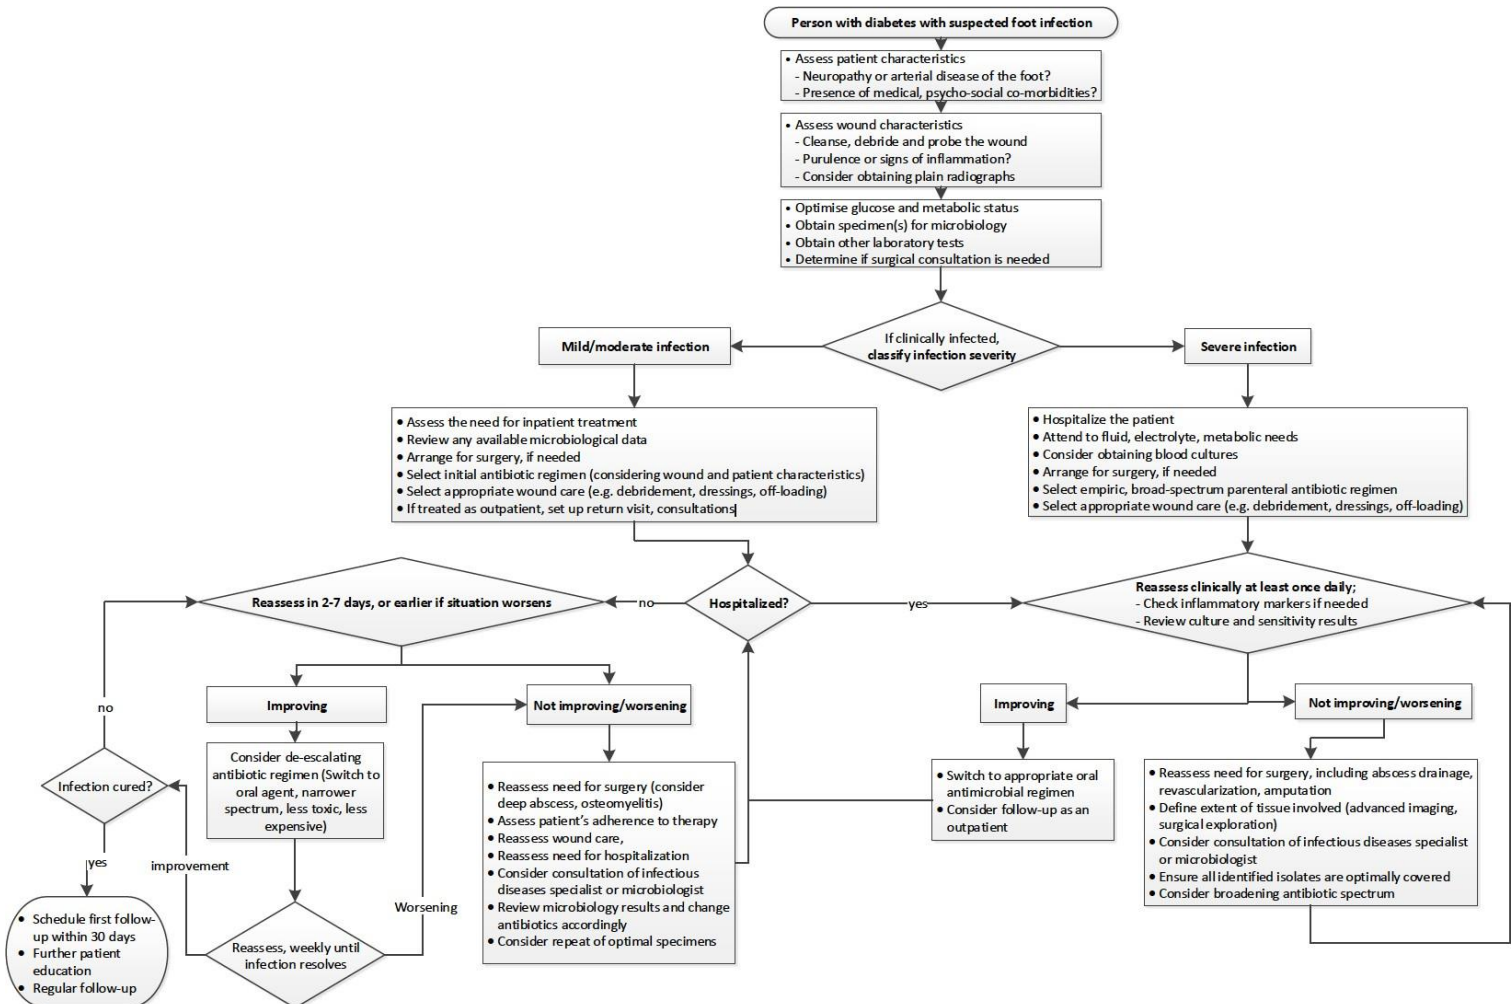 Person with diabetes with suspected foot infection
• Assess patient characteristics
- Neuropathy or arterial disease of the foot?
- Presence of medical, psycho-social co-morbidities?
• Assess wound characteristics
- Cleanse, debride and probe the wound
- Purulence or signs of inflammation?
- Consider obtaining plain radiographs
• Optimise glucose and metabolic status
• Obtain specimen(s) for microbiology
• Obtain other laboratory tests
• Determine if surgical consultation is needed
If clinically infected,
classify infection severity
Mild/moderate infection
Severe infection
• Assess the need for inpatient treatment
• Review any available microbiological data
• Arrange for surgery, if needed
• Select initial antibiotic regimen (considering wound and patient characteristics)
• Select appropriate wound care (e.g. debridement, dressings, off-loading)
• If treated as outpatient, set up return visit, consultations
• Hospitalize the patient
• Attend to fluid, electrolyte, metabolic needs
• Consider obtaining blood cultures
• Arrange for surgery, if needed
• Select empiric, broad-spectrum parenteral antibiotic regimen
• Select appropriate wound care (e.g. debridement, dressings, off-loading)
Reassess in 2-7 days, or earlier if situation worsens
no
Hospitalized?
yes
Reassess clinically at least once daily;
- Check inflammatory markers if needed
- Review culture and sensitivity results
no
Improving
Not improving/worsening
Improving
Not improving/worsening
Infection cured?
Consider de-escalating
antibiotic regimen (Switch to
oral agent, narrower
spectrum, less toxic, less
expensive)
• Reassess need for surgery (consider
deep abscess, osteomyelitis)
• Assess patient's adherence to therapy
• Reassess wound care,
• Reassess need for hospitalization
• Consider consultation of infectious
diseases specialist or microbiologist
• Review microbiology results and change
antibiotics accordingly
• Consider repeat of optimal specimens
• Switch to appropriate oral
antimicrobial regimen
• Consider follow-up as an
outpatient
• Reassess need for surgery, including abscess drainage,
revascularization, amputation
• Define extent of tissue involved (advanced imaging,
surgical exploration)
• Consider consultation of infectious diseases specialist
or microbiologist
• Ensure all identified isolates are optimally covered
• Consider broadening antibiotic spectrum
yes
improvement
Worsening
• Schedule first follow-
up within 30 days
• Further patient
education
• Regular follow-up
Reassess, weekly until
infection resolves